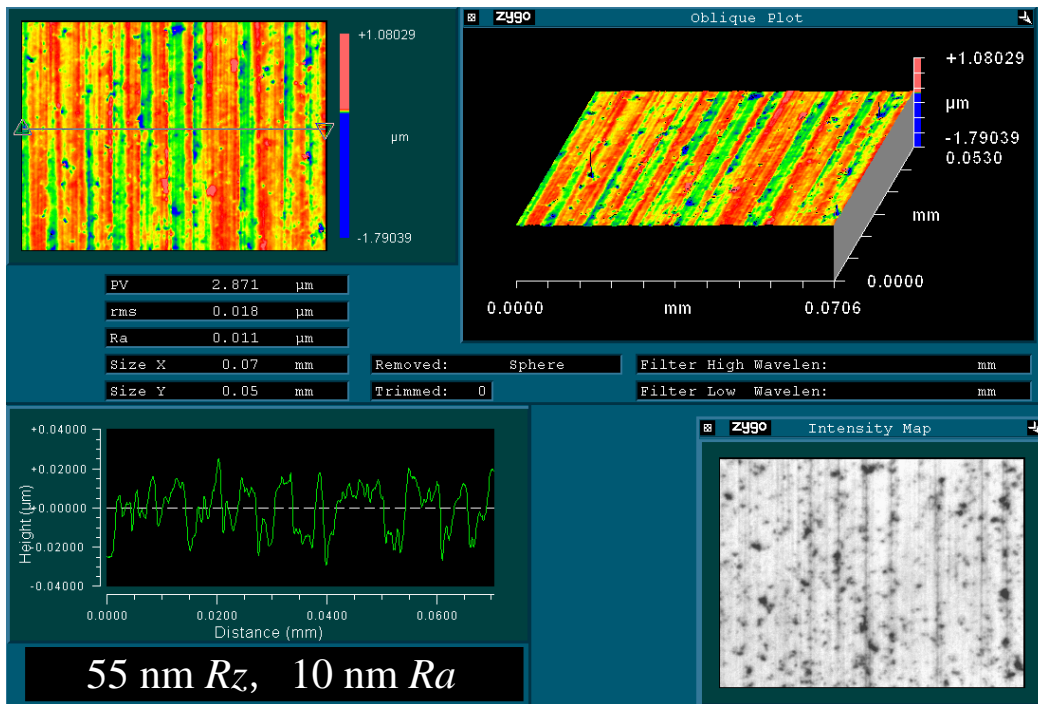 +1.08029
µm
-1.79039
zygo Oblique Plot
+1.08029
µm
-1.79039
0.0530
mm
0.0000
0.0000 mm 0.0706
PV 2.871 µm
rms 0.018 µm
Ra 0.011 µm
Size X 0.07 mm
Size Y 0.05 mm
Removed: Sphere
Trimmed: 0
Filter High Wavelen: mm
Filter Low Wavelen: mm
+0.04000
+0.02000
+0.00000
-0.02000
-0.04000
Height (µm)
0.0000 0.0200 0.0400 0.0600
Distance (mm)
55 nm Rz, 10 nm Ra
zygo Intensity Map